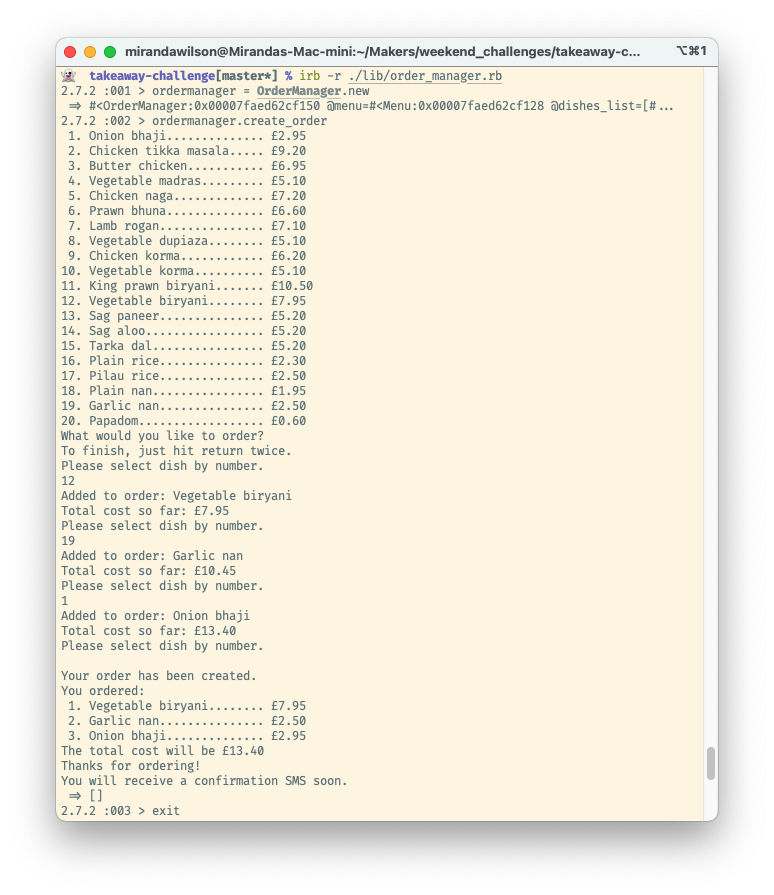 mirandawilson@Mirandas-Mac-mini:~/Makers/weekend_challenges/takeaway-c... ⌥⌘1
takeaway-challenge[master*] % irb -r ./lib/order_manager.rb
2.7.2 :001 > ordermanager = OrderManager.new
 => #<OrderManager:0x00007faed62cf150 @menu=#<Menu:0x00007faed62cf128 @dishes_list=[#...
2.7.2 :002 > ordermanager.create_order
 1. Onion bhaji.............. £2.95
 2. Chicken tikka masala..... £9.20
 3. Butter chicken........... £6.95
 4. Vegetable madras......... £5.10
 5. Chicken naga............. £7.20
 6. Prawn bhuna.............. £6.60
 7. Lamb rogan............... £7.10
 8. Vegetable dupiaza........ £5.10
 9. Chicken korma............ £6.20
10. Vegetable korma.......... £5.10
11. King prawn biryani....... £10.50
12. Vegetable biryani........ £7.95
13. Sag paneer............... £5.20
14. Sag aloo................. £5.20
15. Tarka dal................ £5.20
16. Plain rice............... £2.30
17. Pilau rice............... £2.50
18. Plain nan................ £1.95
19. Garlic nan............... £2.50
20. Papadom.................. £0.60
What would you like to order?
To finish, just hit return twice.
Please select dish by number.
12
Added to order: Vegetable biryani
Total cost so far: £7.95
Please select dish by number.
19
Added to order: Garlic nan
Total cost so far: £10.45
Please select dish by number.
1
Added to order: Onion bhaji
Total cost so far: £13.40
Please select dish by number.

Your order has been created.
You ordered:
 1. Vegetable biryani........ £7.95
 2. Garlic nan............... £2.50
 3. Onion bhaji.............. £2.95
The total cost will be £13.40
Thanks for ordering!
You will receive a confirmation SMS soon.
 => []
2.7.2 :003 > exit